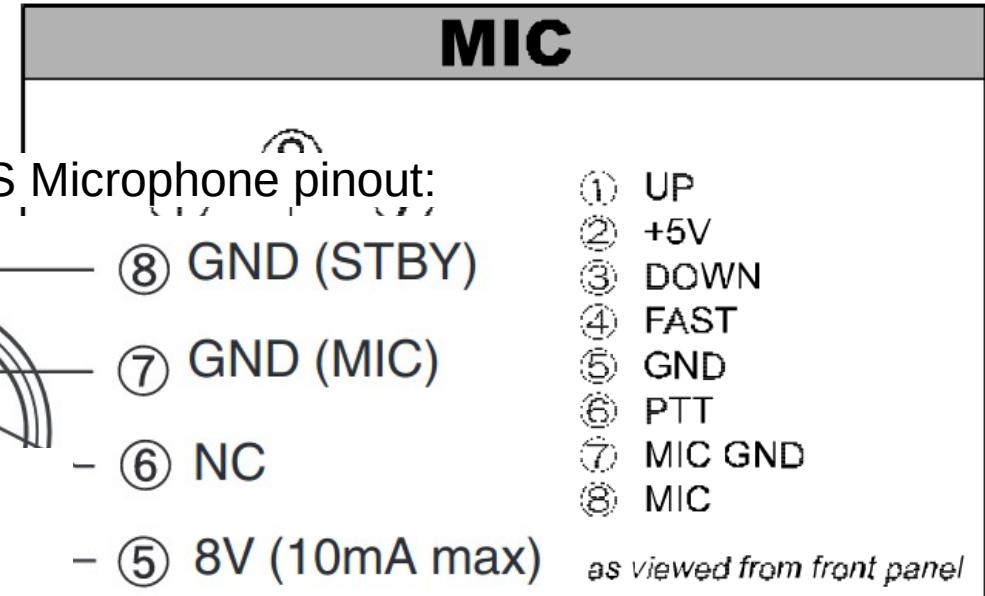 MIC
S Microphone pinout:
⑧ GND (STBY)
⑦ GND (MIC)
⑥ NC
⑤ 8V (10mA max)
① UP
② +5V
③ DOWN
④ FAST
⑤ GND
⑥ PTT
⑦ MIC GND
⑧ MIC
as viewed from front panel